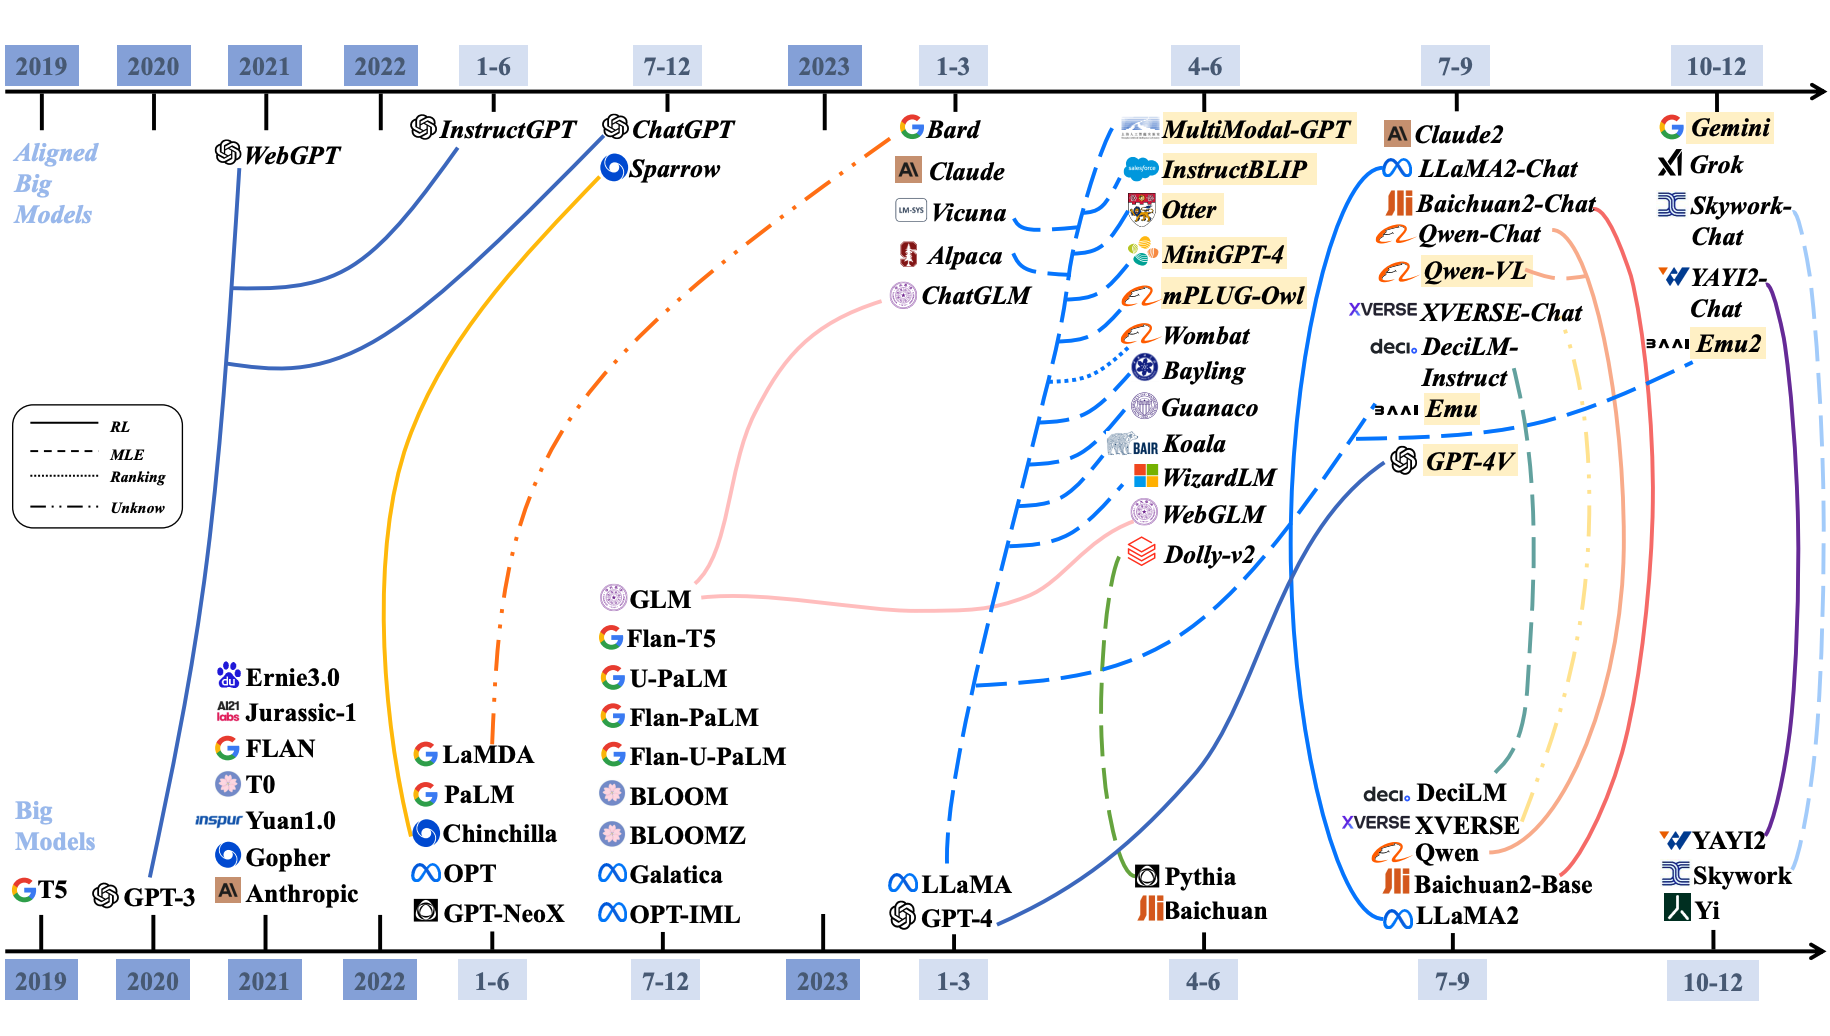 2019
2020
2021
2022
1-6
7-12
2023
1-3
4-6
7-9
10-12
Aligned
Big
Models
WebGPT
InstructGPT
ChatGPT
Sparrow
Bard
Claude
LM-SYS
Vicuna
Alpaca
ChatGLM
MultiModal-GPT
salesforce
InstructBLIP
Otter
MiniGPT-4
mPLUG-Owl
Wombat
Bayling
Guanaco
BAIR
Koala
WizardLM
WebGLM
Dolly-v2
AI
Claude2
LLaMA2-Chat
Baichuan2-Chat
Qwen-Chat
Qwen-VL
XVERSE
XVERSE-Chat
deci.
DeciLM-
Instruct
BAAI
Emu
GPT-4V
Gemini
Grok
Skywork-
Chat
YAYI2-
Chat
BAAI
Emu2
RL
MLE
Ranking
Unknow
Big
Models
T5
GPT-3
du
Ernie3.0
AI21
labs
Jurassic-1
FLAN
T0
inspur
Yuan1.0
Gopher
AI
Anthropic
LaMDA
PaLM
Chinchilla
OPT
GPT-NeoX
GLM
Flan-T5
U-PaLM
Flan-PaLM
Flan-U-PaLM
BLOOM
BLOOMZ
Galatica
OPT-IML
LLaMA
GPT-4
Pythia
Baichuan
deci.
DeciLM
XVERSE
XVERSE
Qwen
Baichuan2-Base
LLaMA2
YAYI2
Skywork
Yi
2019
2020
2021
2022
1-6
7-12
2023
1-3
4-6
7-9
10-12